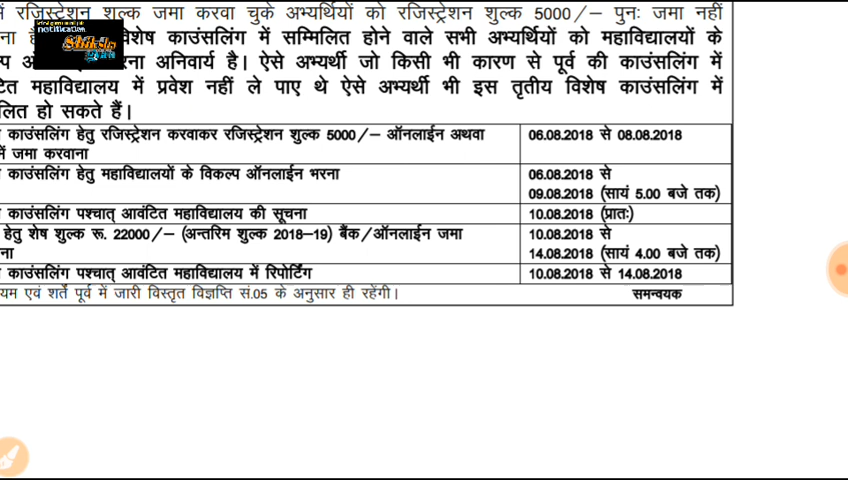 में रजिस्ट्रेशन शुल्क जमा करवा चुके अभ्यर्थियों को रजिस्ट्रेशन शुल्क 5000/– पुनः जमा नहीं
notification
विशेष काउंसलिंग में सम्मिलित होने वाले सभी अभ्यर्थियों को महाविद्यालयों के
अनिवार्य है। ऐसे अभ्यर्थी जो किसी भी कारण से पूर्व की काउंसलिंग में
महाविद्यालय में प्रवेश नहीं ले पाए थे ऐसे अभ्यर्थी भी इस तृतीय विशेष काउंसलिंग में
हो सकते हैं।
काउंसलिंग हेतु रजिस्ट्रेशन करवाकर रजिस्ट्रेशन शुल्क 5000/– ऑनलाईन अथवा
में जमा करवाना
06.08.2018 से 08.08.2018
काउंसलिंग हेतु महाविद्यालयों के विकल्प ऑनलाईन भरना
06.08.2018 से
09.08.2018 (सायं 5.00 बजे तक)
काउंसलिंग पश्चात् आवंटित महाविद्यालय की सूचना
10.08.2018 (प्रातः)
हेतु शेष शुल्क रू. 22000/– (अन्तरिम शुल्क 2018–19) बैंक/ऑनलाईन जमा
10.08.2018 से
14.08.2018 (सायं 4.00 बजे तक)
काउंसलिंग पश्चात् आवंटित महाविद्यालय में रिपोर्टिंग
10.08.2018 से 14.08.2018
एवं शर्तें पूर्व में जारी विस्तृत विज्ञप्ति सं.05 के अनुसार ही रहेंगी।
समन्वयक